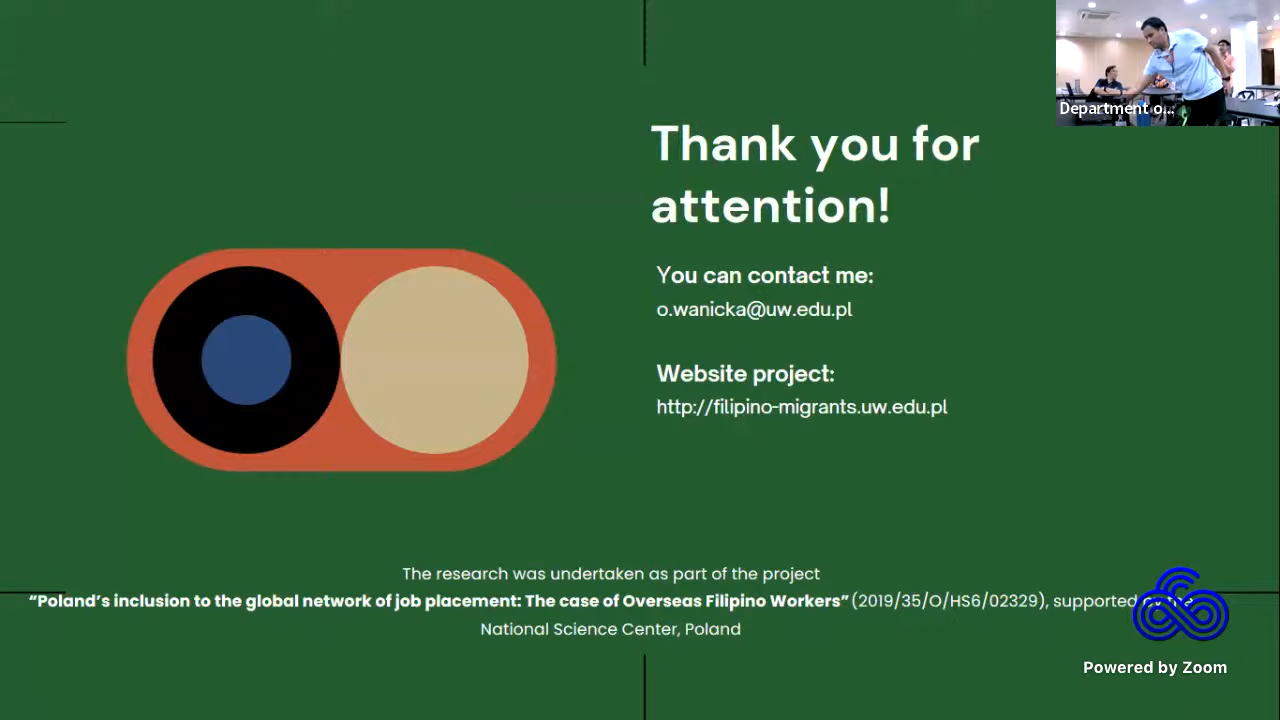 Department o...
Thank you for
attention!
You can contact me:
o.wanicka@uw.edu.pl
Website project:
http://filipino-migrants.uw.edu.pl
The research was undertaken as part of the project
“Poland’s inclusion to the global network of job placement: The case of Overseas Filipino Workers” (2019/35/O/HS6/02329), supported by the
National Science Center, Poland
Powered by Zoom